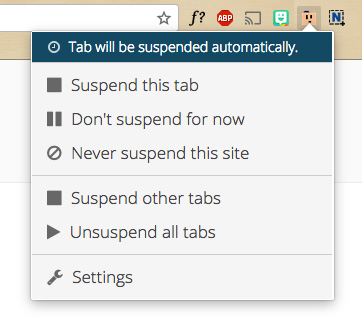 f?
ABP
N
Tab will be suspended automatically.
Suspend this tab
Don't suspend for now
Never suspend this site
Suspend other tabs
Unsuspend all tabs
Settings